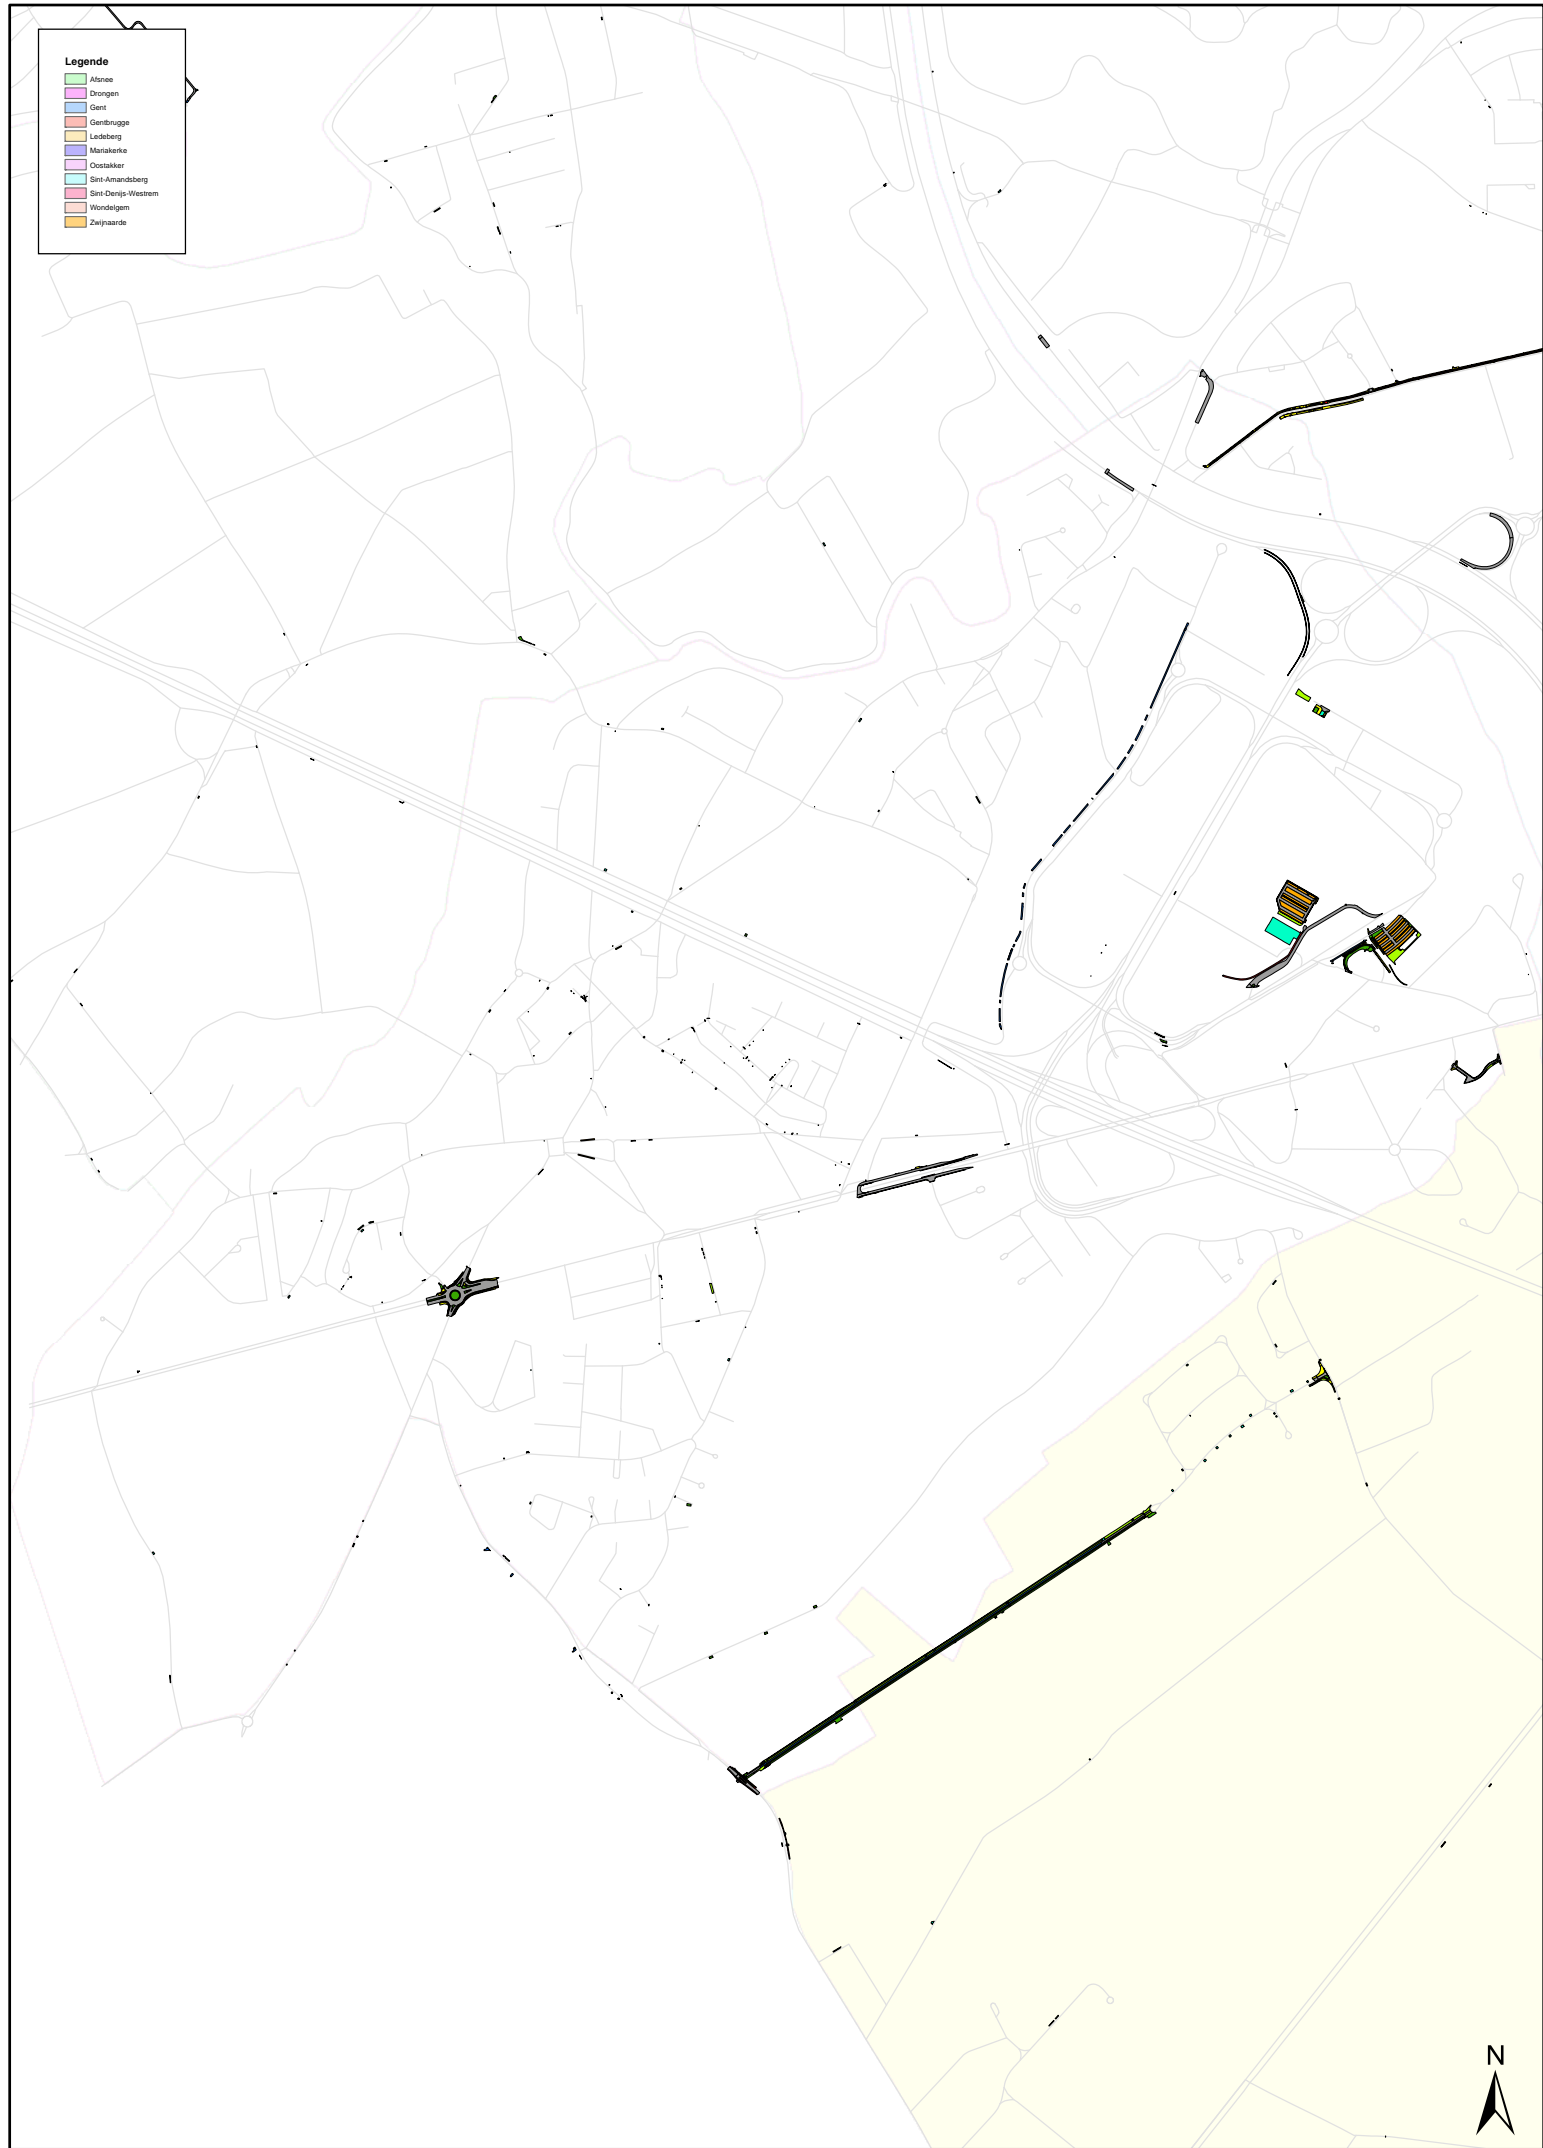 Legende
Afsnee
Drongen
Gent
Gentbrugge
Ledeberg
Mariakerke
Oostakker
Sint-Amandsberg
Sint-Denijs-Westrem
Wondelgem
Zwijnaarde
N